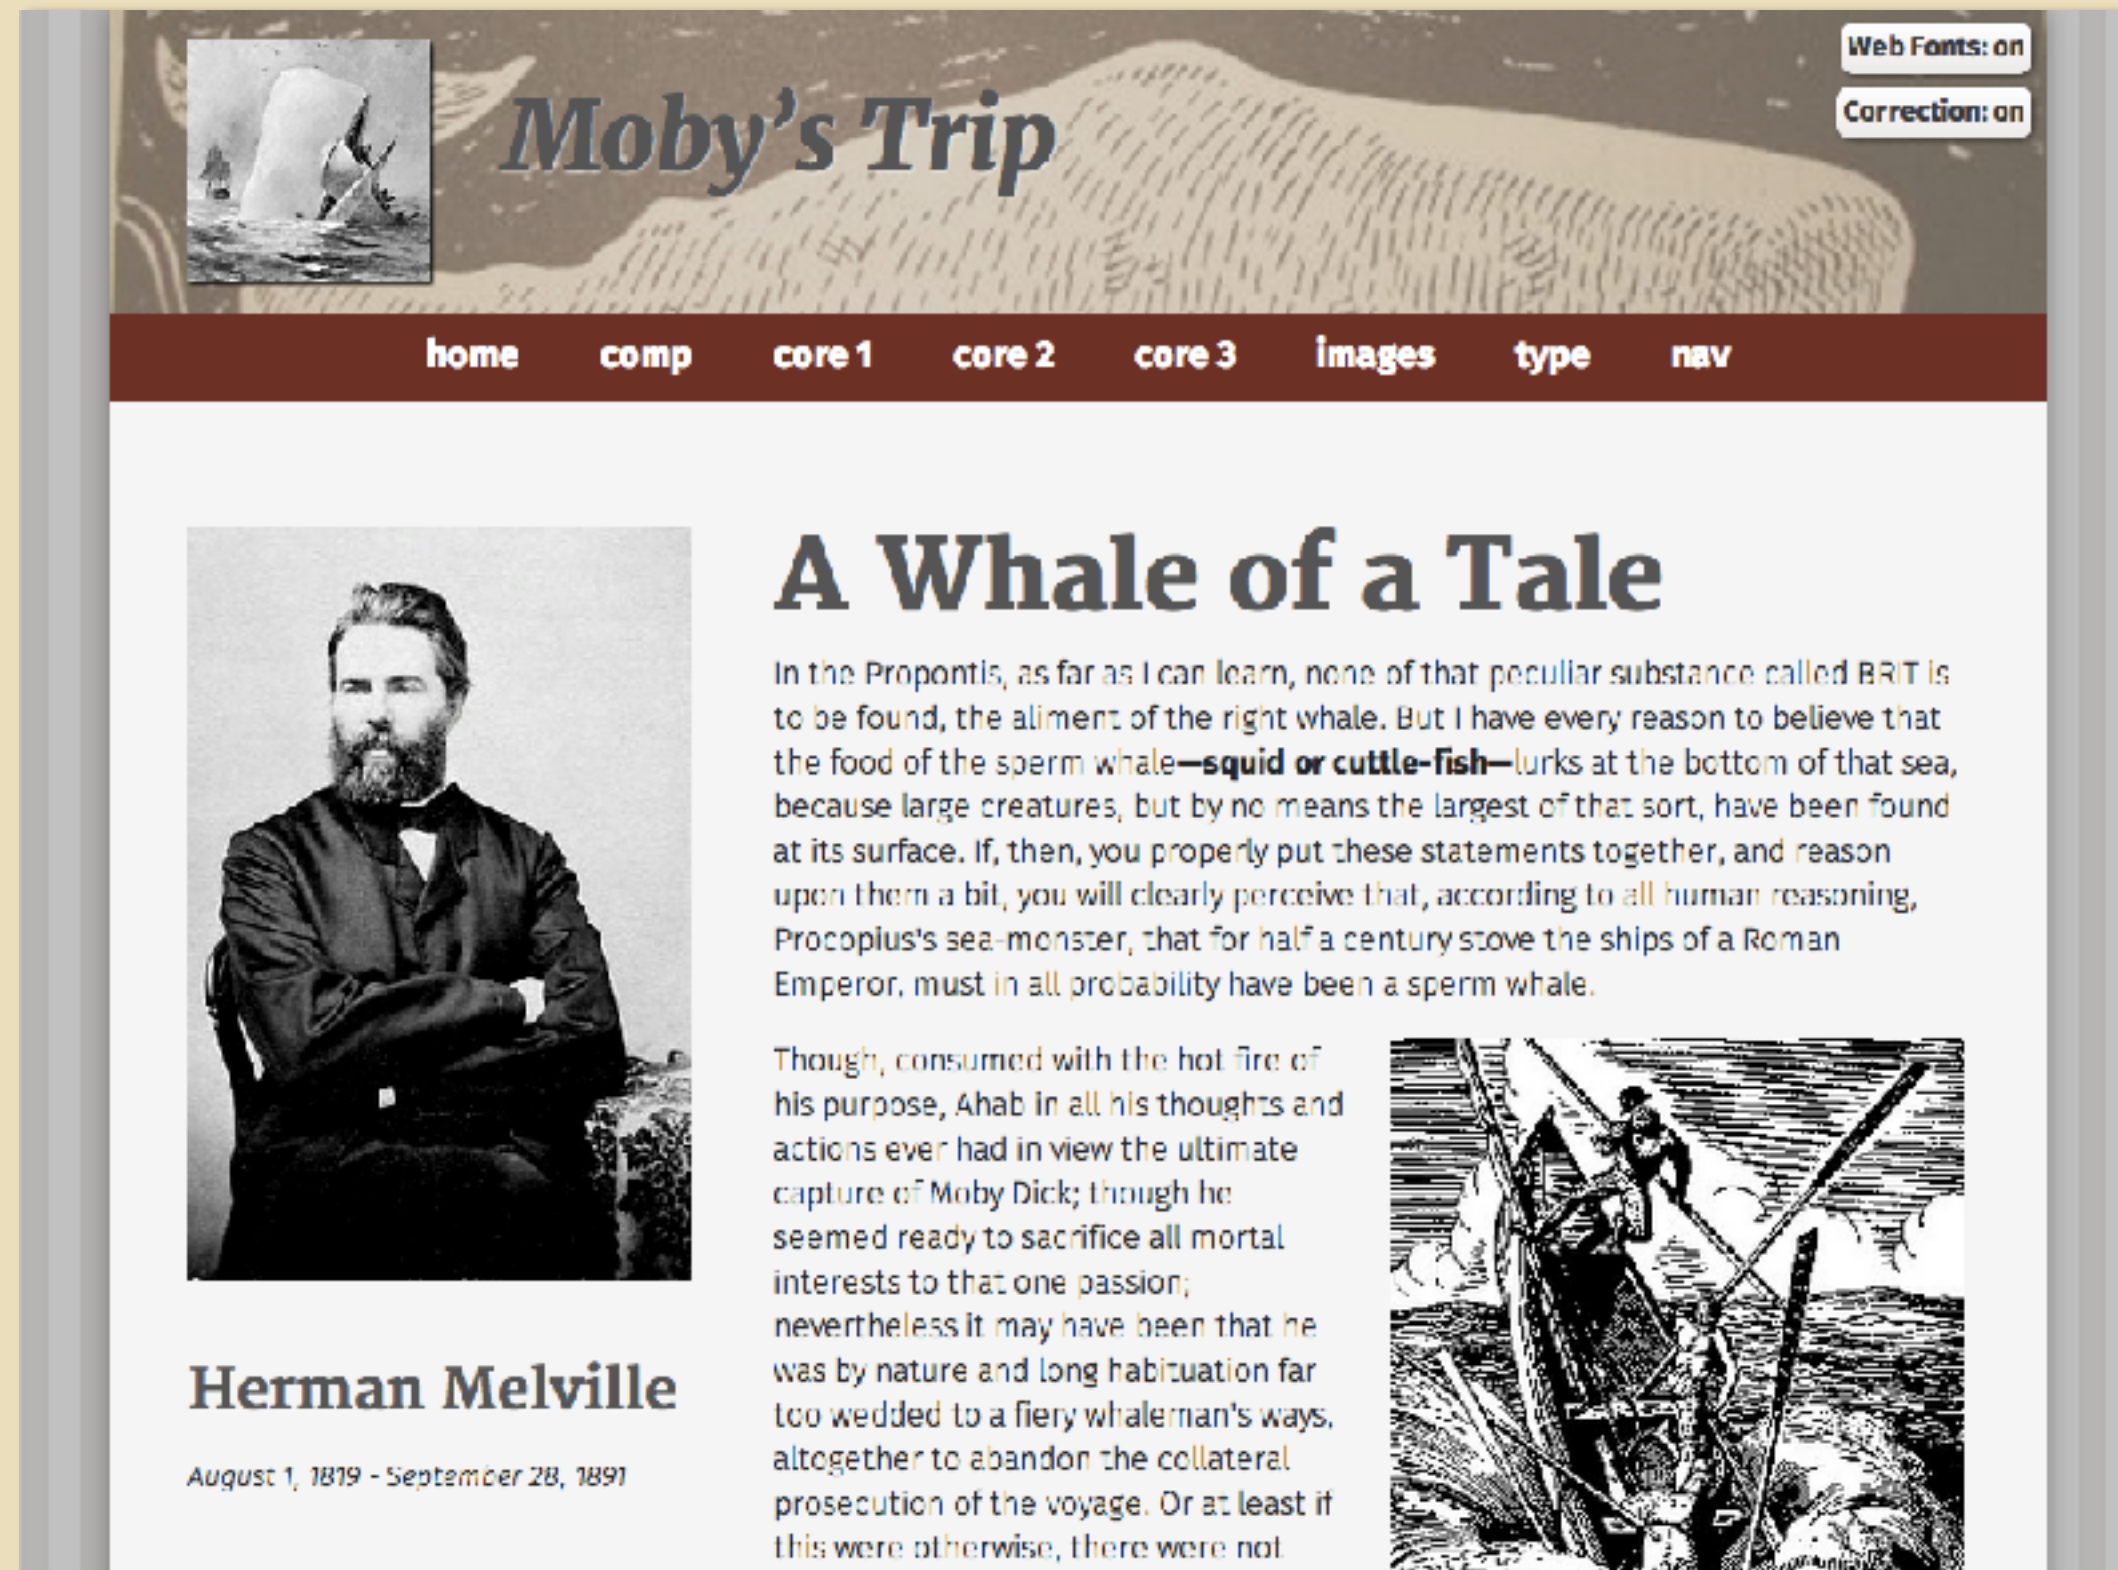 Web Fonts: on
Correction: on
Moby’s Trip
home comp core 1 core 2 core 3 images type nav
A Whale of a Tale
In the Propontis, as far as I can learn, none of that peculiar substance called BRIT is
to be found, the aliment of the right whale. But I have every reason to believe that
the food of the sperm whale—squid or cuttle-fish—lurks at the bottom of that sea,
because large creatures, but by no means the largest of that sort, have been found
at its surface. If, then, you properly put these statements together, and reason
upon them a bit, you will clearly perceive that, according to all human reasoning,
Procopius's sea-monster, that for half a century stove the ships of a Roman
Emperor, must in all probability have been a sperm whale.
Though, consumed with the hot fire of
his purpose, Ahab in all his thoughts and
actions ever had in view the ultimate
capture of Moby Dick; though he
seemed ready to sacrifice all mortal
interests to that one passion;
nevertheless it may have been that he
was by nature and long habituation far
too wedded to a fiery whaleman's ways,
altogether to abandon the collateral
prosecution of the voyage. Or at least if
this were otherwise, there were not
Herman Melville
August 1, 1819 - September 28, 1891